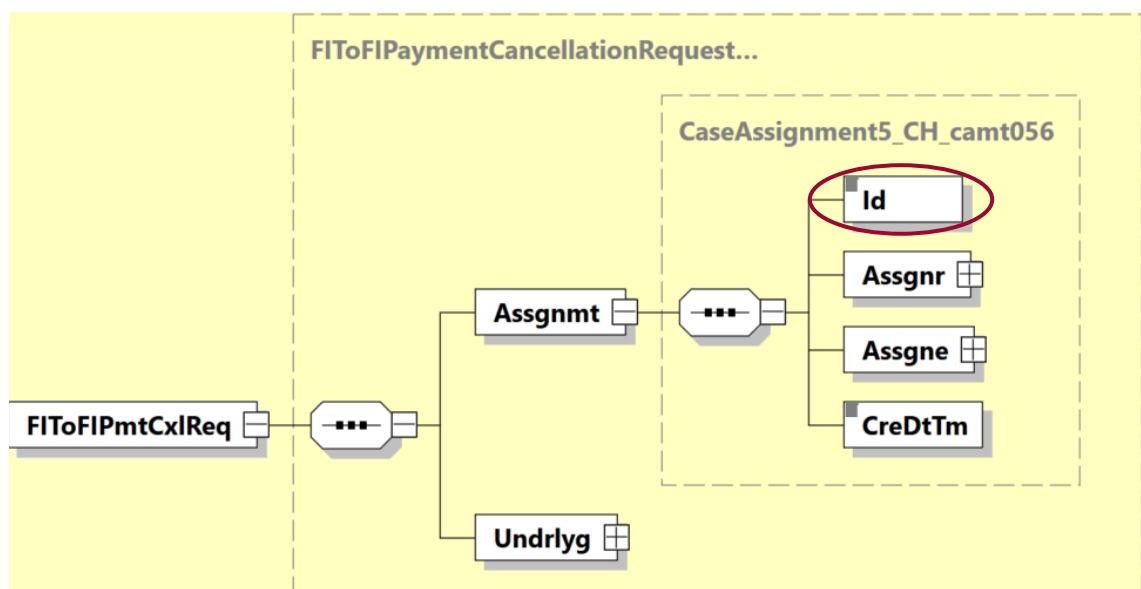 FIToFIPaymentCancellationRequest...
CaseAssignment5_CH_camt056
Id
Assgnr
Assgnmt
Assgne
FIToFIPmtCxlReq
CreDtTm
Undrlyg